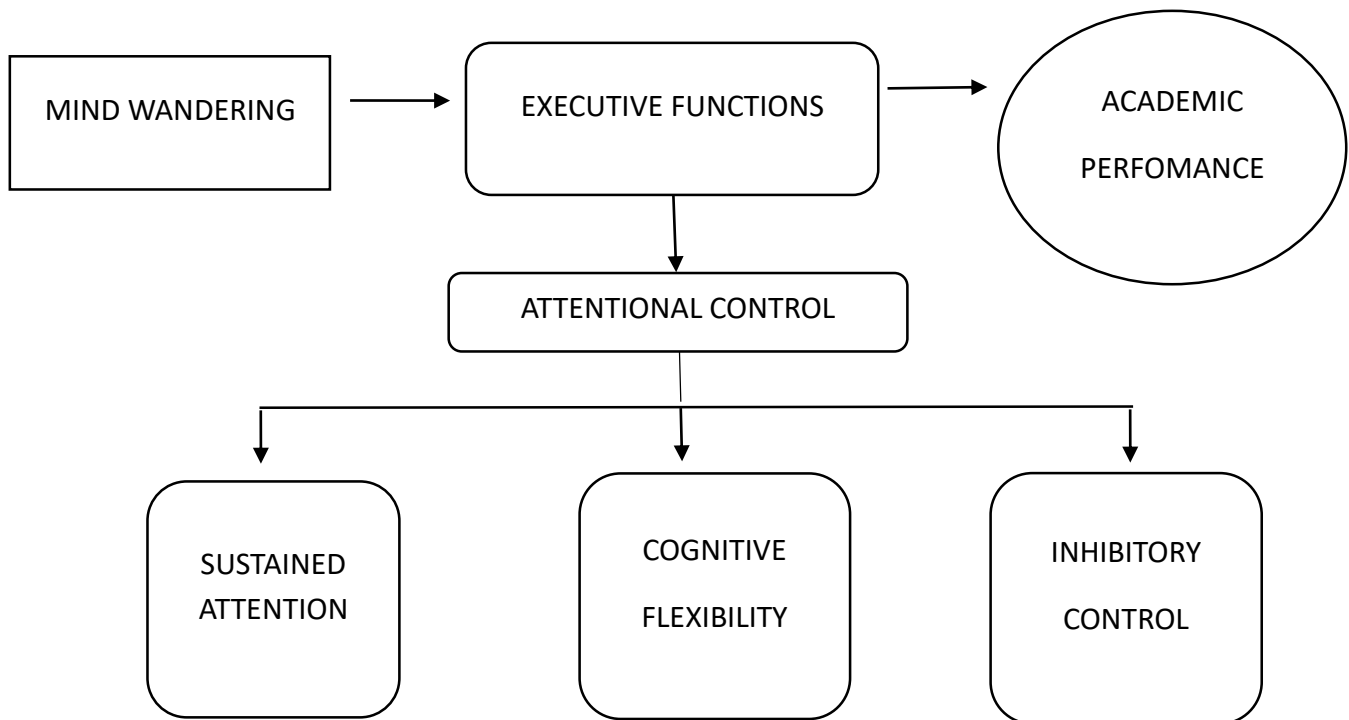 MIND WANDERING
EXECUTIVE FUNCTIONS
ACADEMIC
PERFOMANCE
ATTENTIONAL CONTROL
SUSTAINED
ATTENTION
COGNITIVE
FLEXIBILITY
INHIBITORY
CONTROL